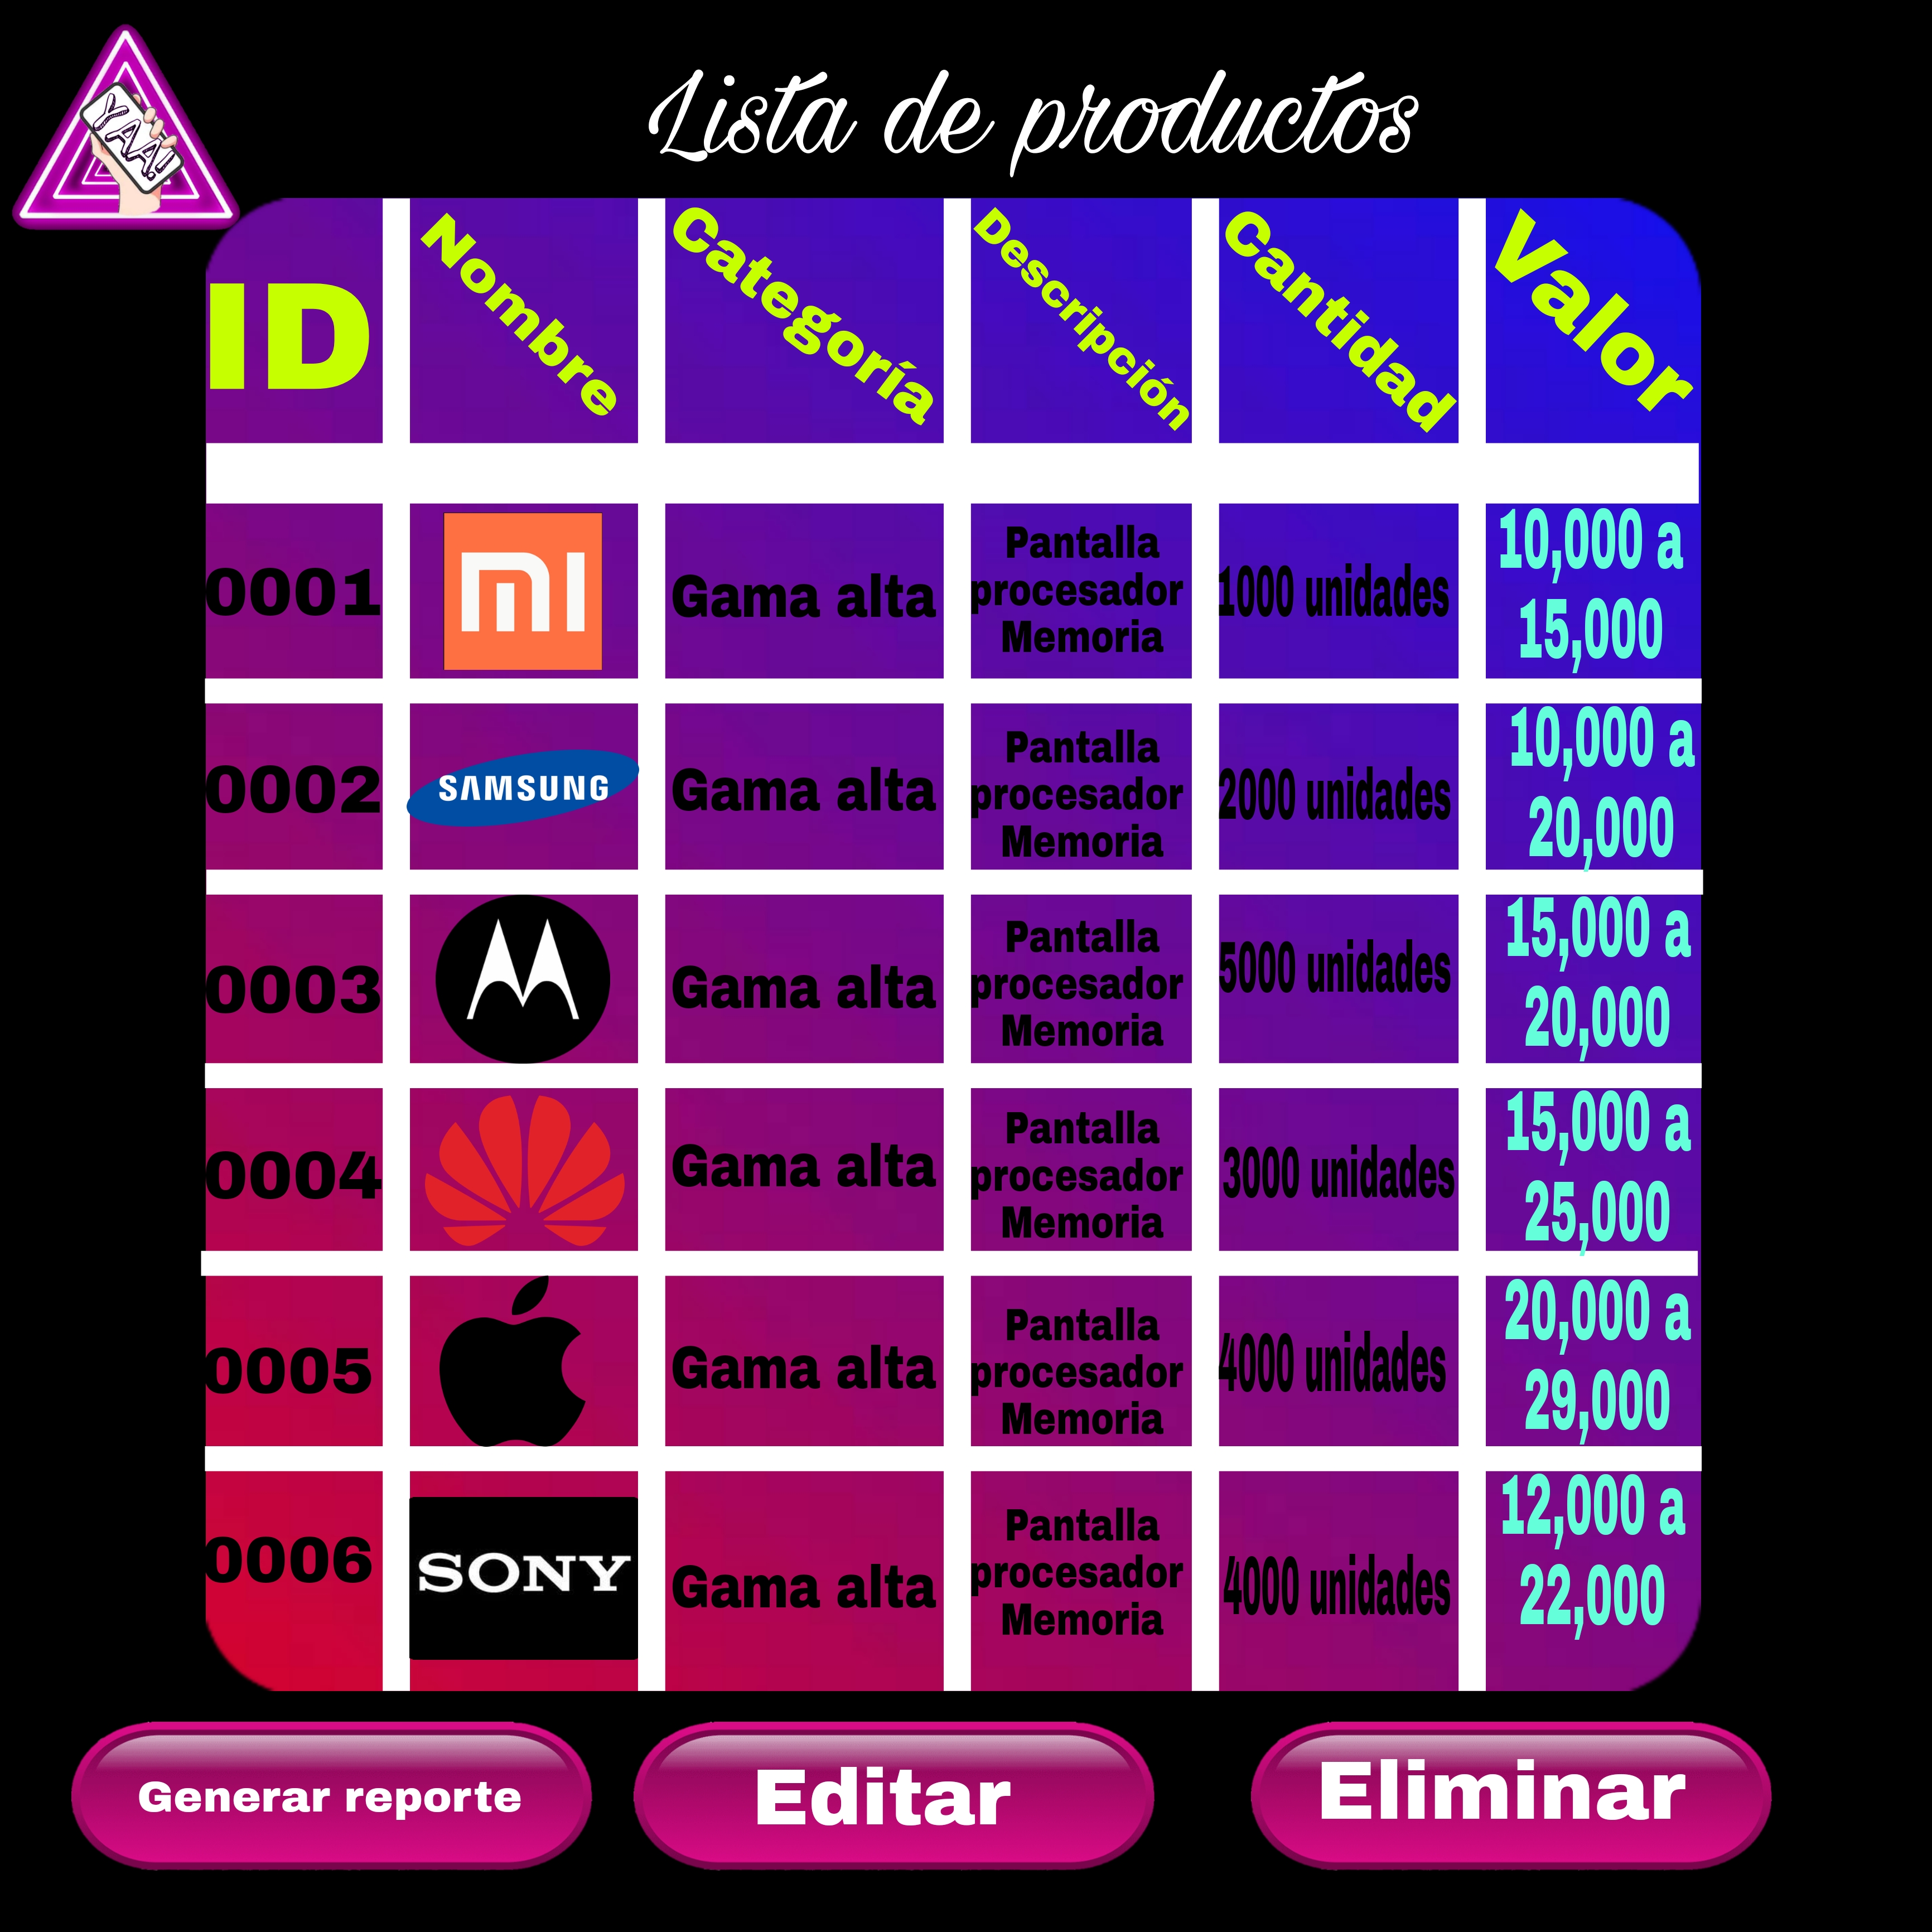 YAA!
Lista de productos
ID Nombre Categoría Descripción Cantidad Valor
0001
mi
Gama alta
Pantalla
procesador
Memoria
1000 unidades
10,000 a
15,000
0002
SAMSUNG
Gama alta
Pantalla
procesador
Memoria
2000 unidades
10,000 a
20,000
0003
Gama alta
Pantalla
procesador
Memoria
5000 unidades
15,000 a
20,000
0004
Gama alta
Pantalla
procesador
Memoria
3000 unidades
15,000 a
25,000
0005
Gama alta
Pantalla
procesador
Memoria
4000 unidades
20,000 a
29,000
0006
SONY
Gama alta
Pantalla
procesador
Memoria
4000 unidades
12,000 a
22,000
Generar reporte
Editar
Eliminar